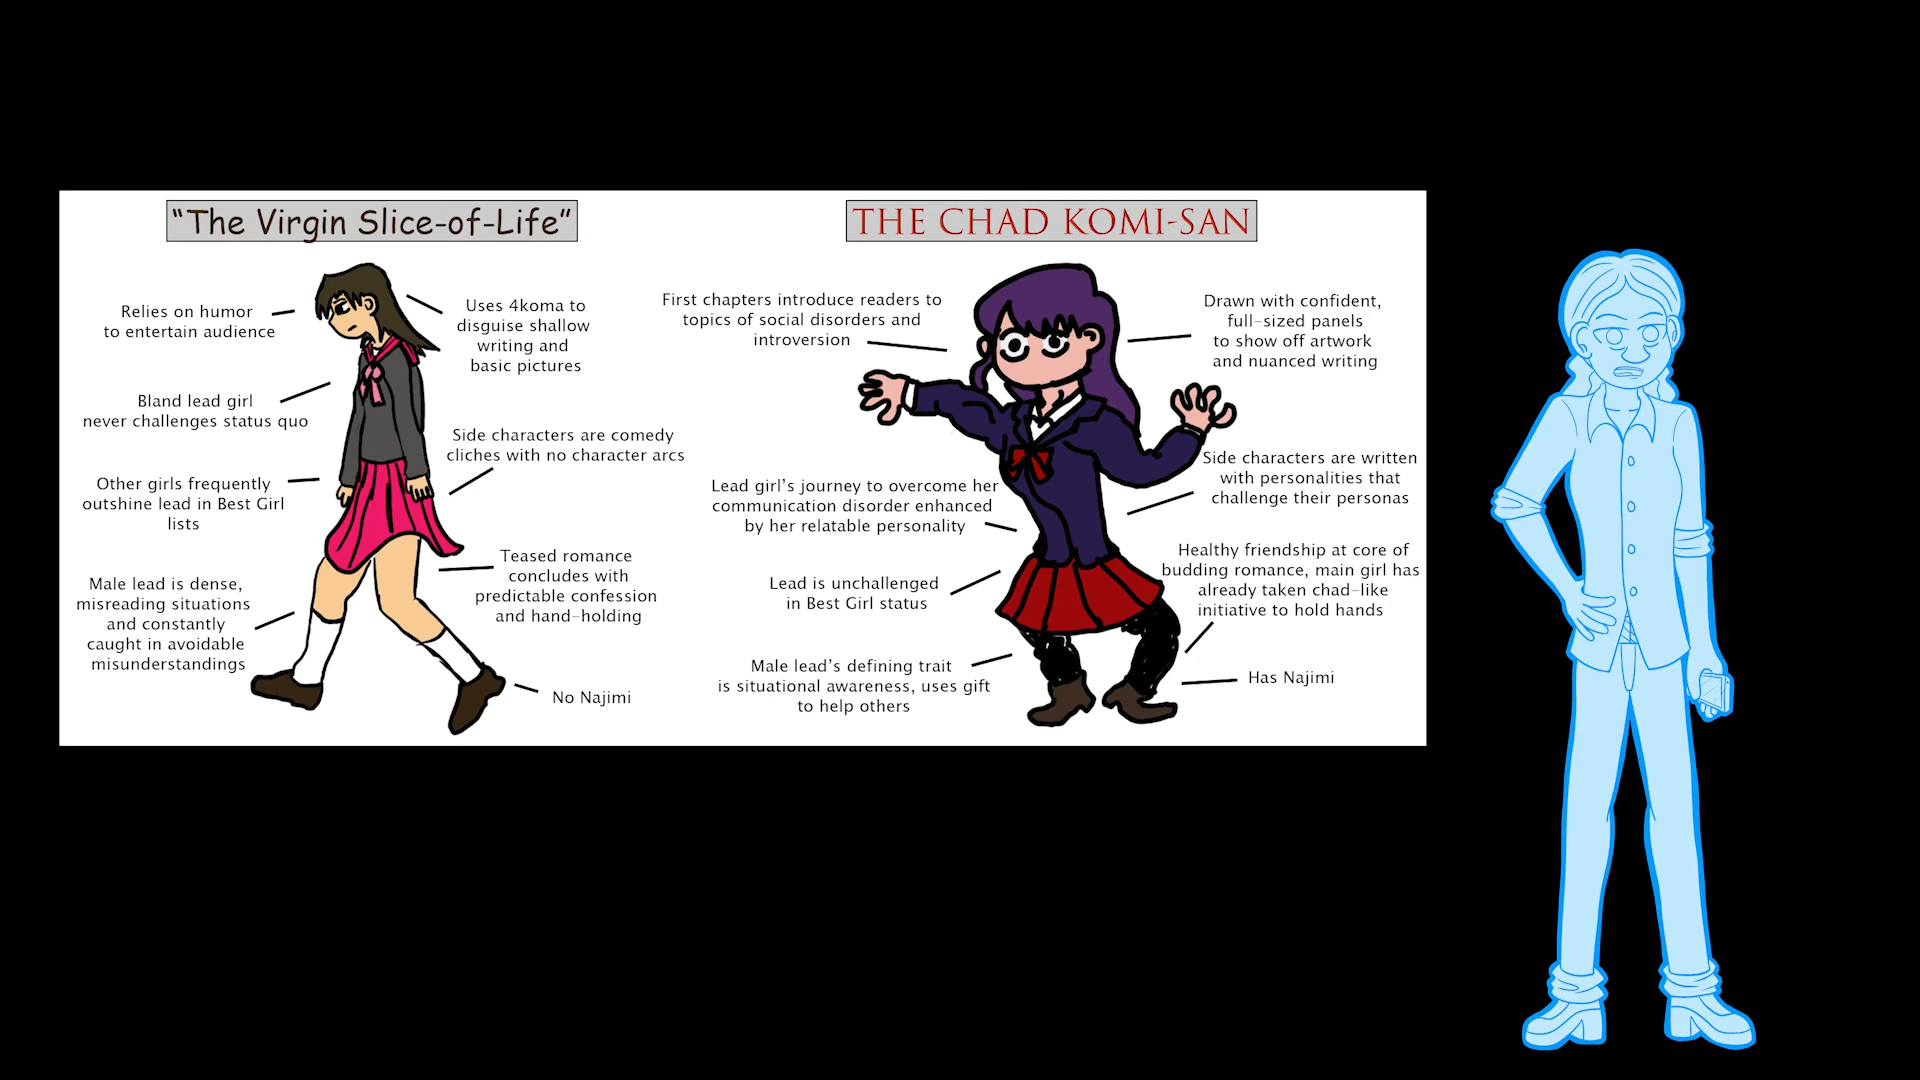 “The Virgin Slice-of-Life”
Relies on humor
to entertain audience
Uses 4koma to
disguise shallow
writing and
basic pictures
Bland lead girl
never challenges status quo
Side characters are comedy
cliches with no character arcs
Other girls frequently
outshine lead in Best Girl
lists
Teased romance
concludes with
predictable confession
and hand-holding
Male lead is dense,
misreading situations
and constantly
caught in avoidable
misunderstandings
No Najimi
THE CHAD KOMI-SAN
First chapters introduce readers to
topics of social disorders and
introversion
Drawn with confident,
full-sized panels
to show off artwork
and nuanced writing
Lead girl’s journey to overcome her
communication disorder enhanced
by her relatable personality
Side characters are written
with personalities that
challenge their personas
Lead is unchallenged
in Best Girl status
Healthy friendship at core of
budding romance, main girl has
already taken chad-like
initiative to hold hands
Male lead’s defining trait
is situational awareness, uses gift
to help others
Has Najimi